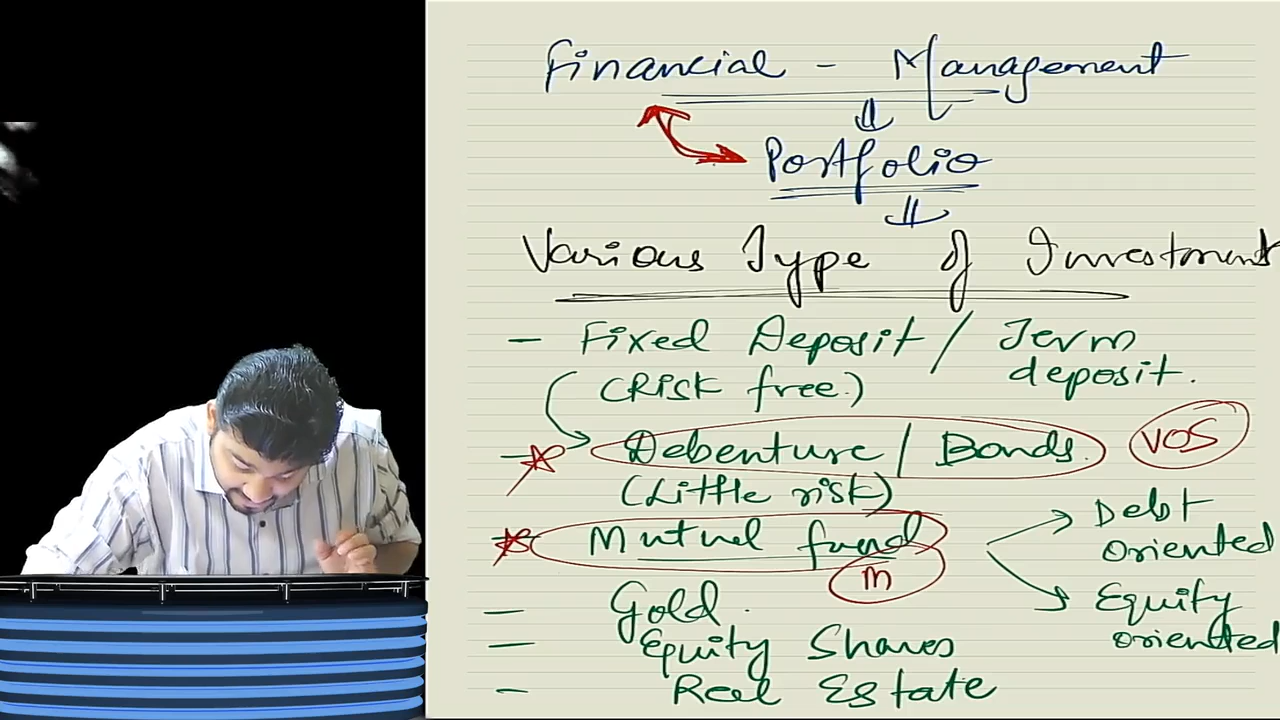 Financial - Management
Portfolio
Various Type of Investment
- Fixed Deposit / Term deposit.
(Risk free.)
- Debenture / Bonds. VOS
(Little risk)
- Mutual fund
Debt oriented
m
Equity oriented
- Gold.
- Equity Shares
- Real Estate